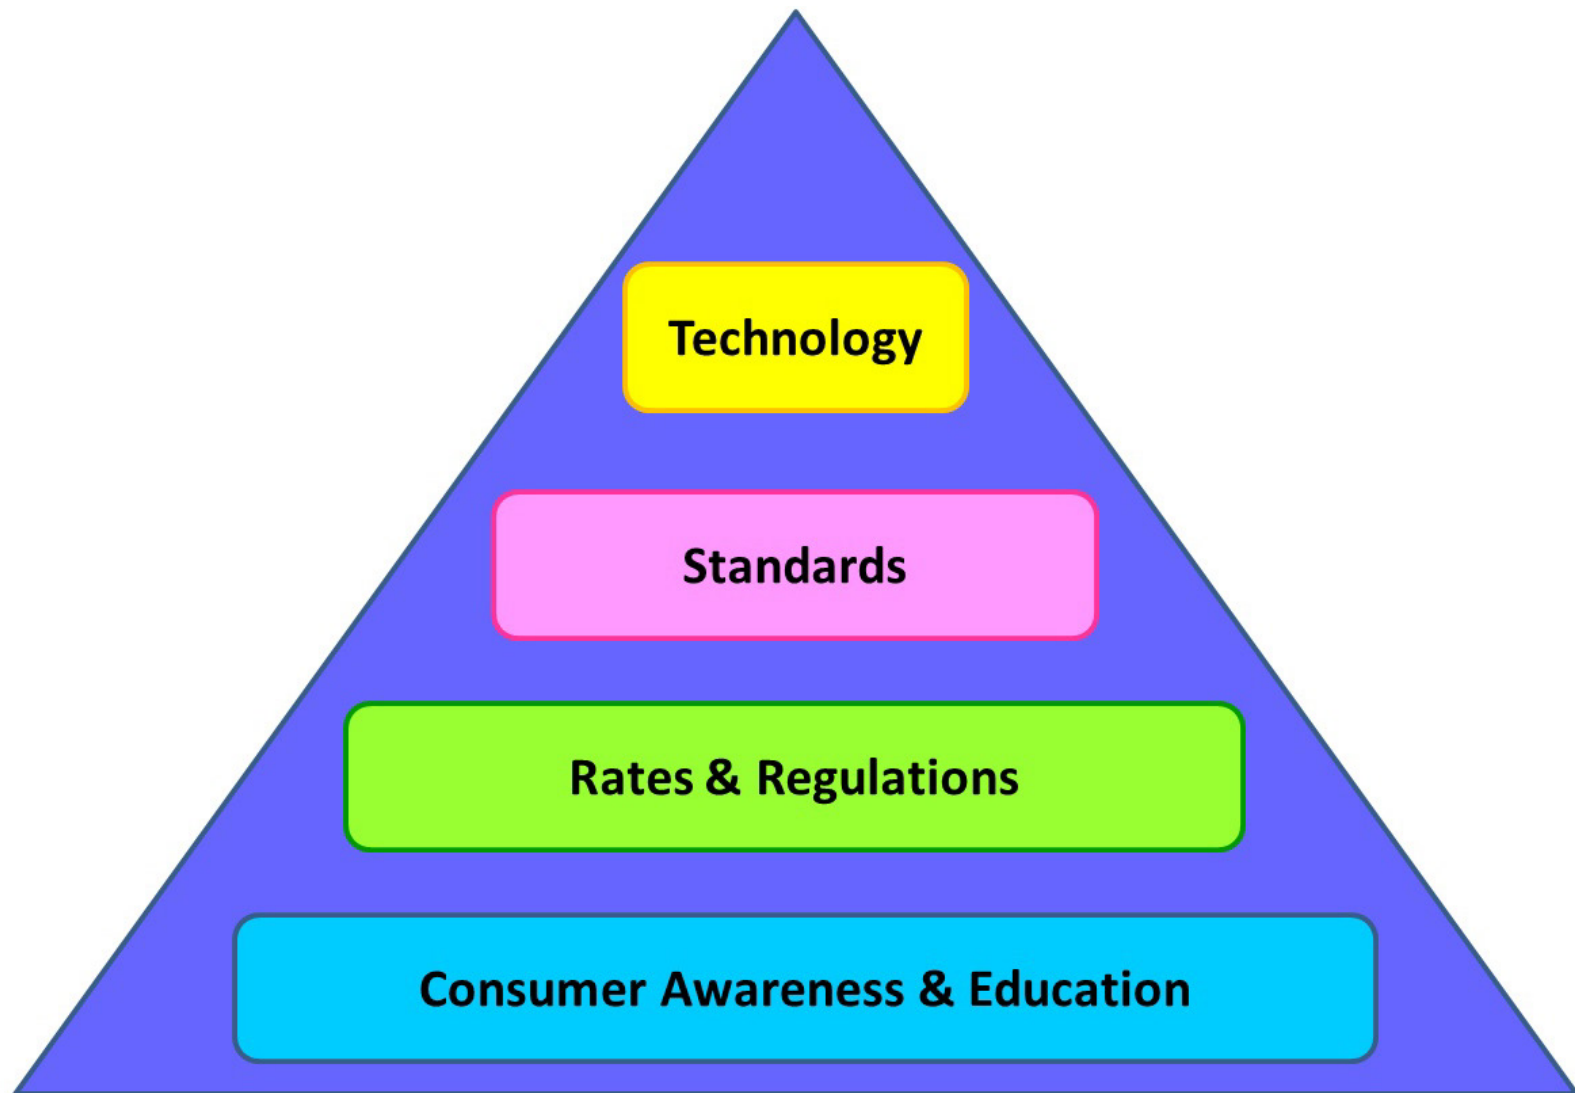 Technology
Standards
Rates & Regulations
Consumer Awareness & Education